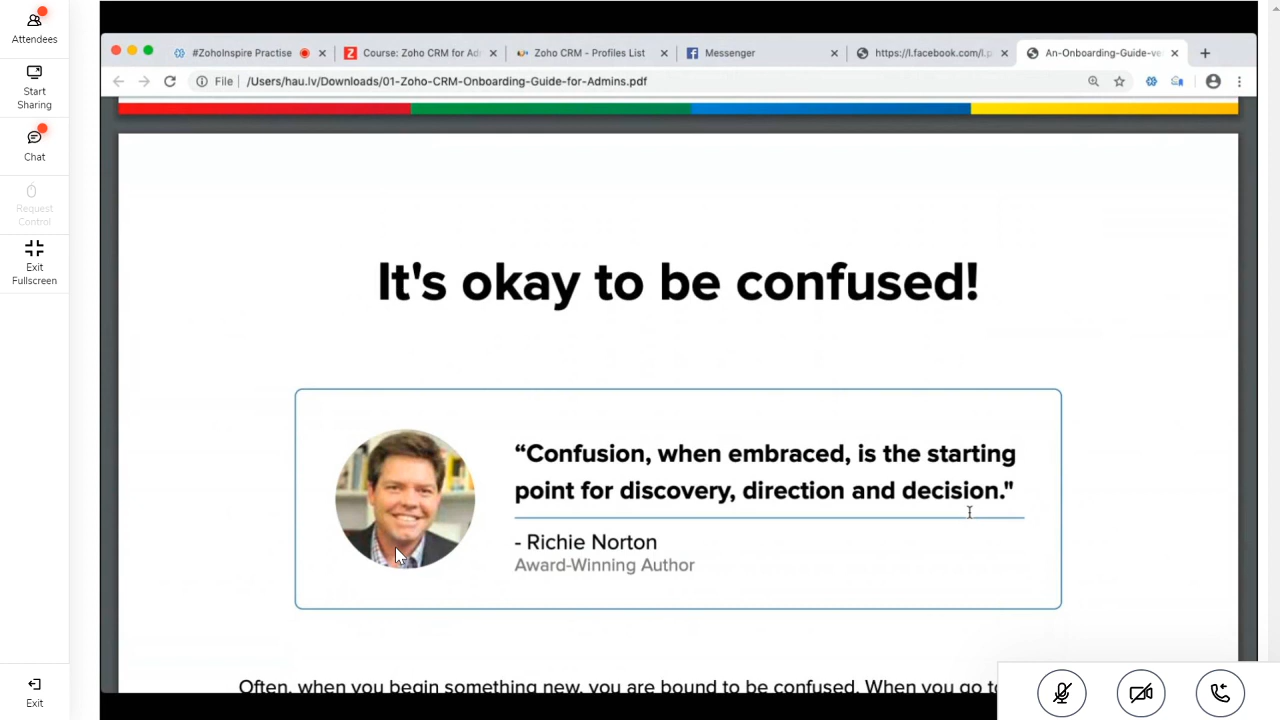 Attendees
Start
Sharing
Chat
Request
Control
Exit
Fullscreen
Exit
#ZohoInspire Practise
Course: Zoho CRM for Ad
Zoho CRM - Profiles List
Messenger
https://l.facebook.com/l.p
An-Onboarding-Guide-ve
File
/Users/hau.lv/Downloads/01-Zoho-CRM-Onboarding-Guide-for-Admins.pdf
It's okay to be confused!
“Confusion, when embraced, is the starting
point for discovery, direction and decision."
- Richie Norton
Award-Winning Author
Often, when you begin something new, you are bound to be confused. When you go to